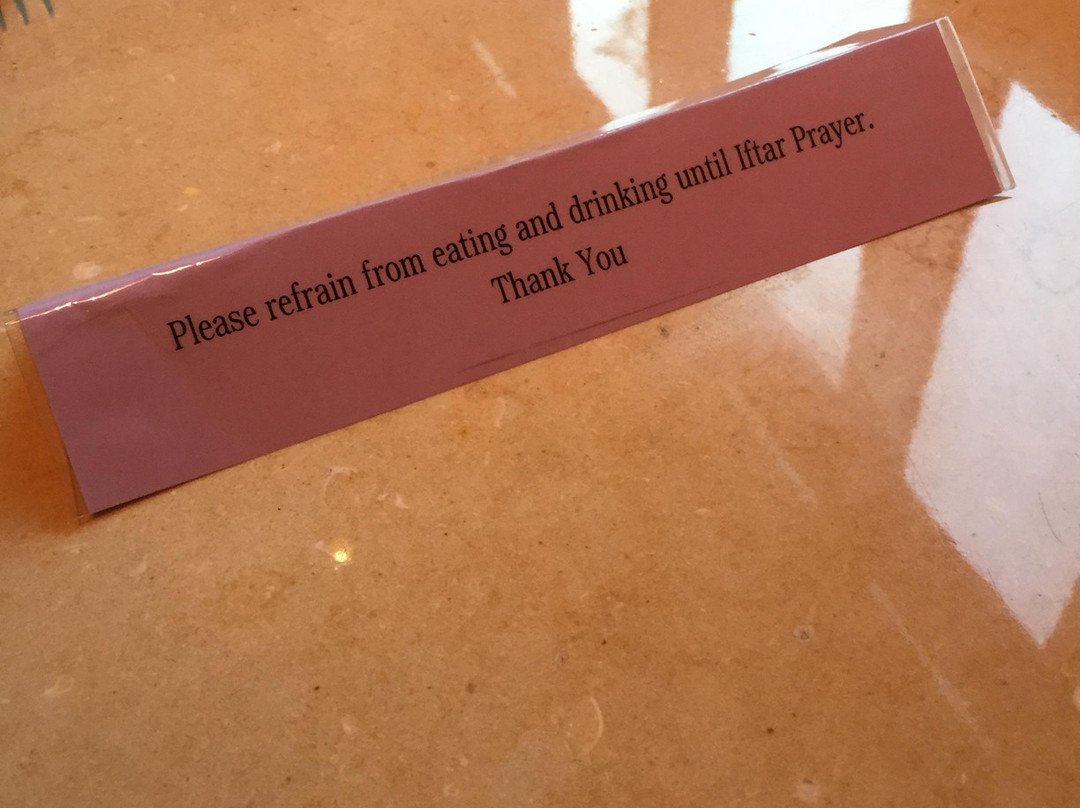 Please refrain from eating and drinking until Iftar Prayer.
Thank You